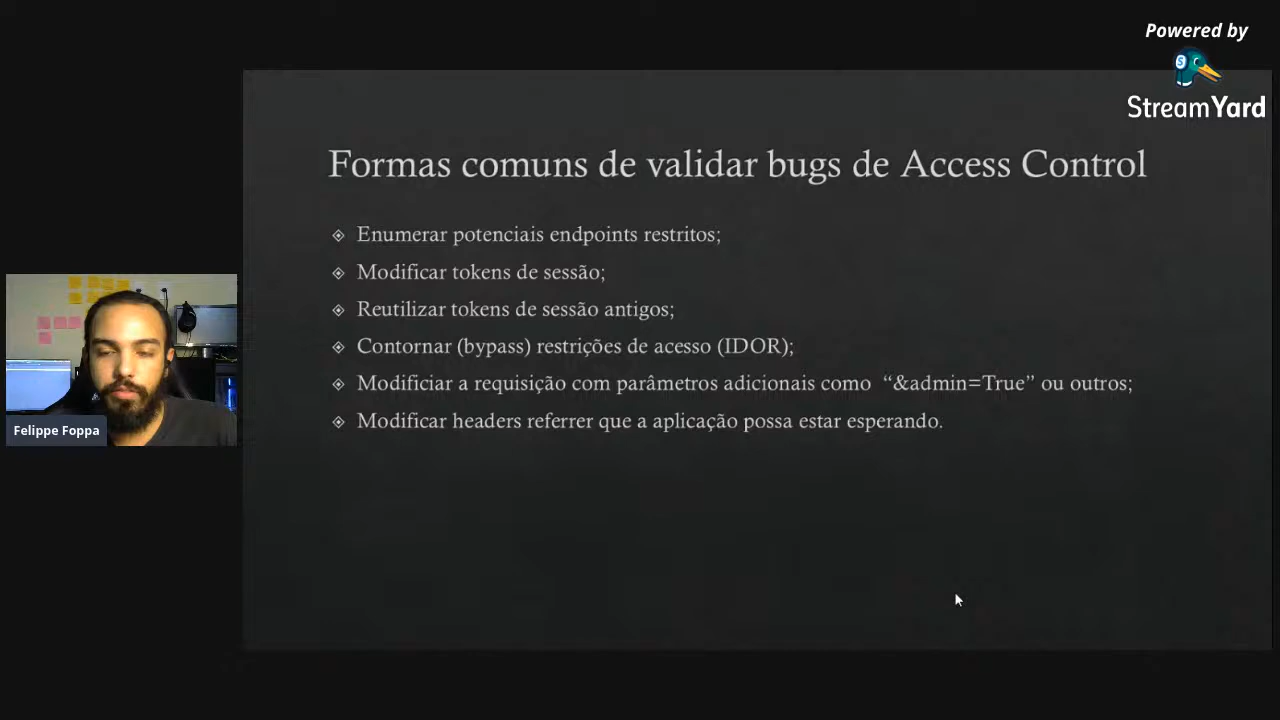 Powered by
StreamYard
Formas comuns de validar bugs de Access Control
Enumerar potenciais endpoints restritos;
Modificar tokens de sessão;
Reutilizar tokens de sessão antigos;
Contornar (bypass) restrições de acesso (IDOR);
Modificiar a requisição com parâmetros adicionais como “&admin=True” ou outros;
Modificar headers referrer que a aplicação possa estar esperando.
Felippe Foppa